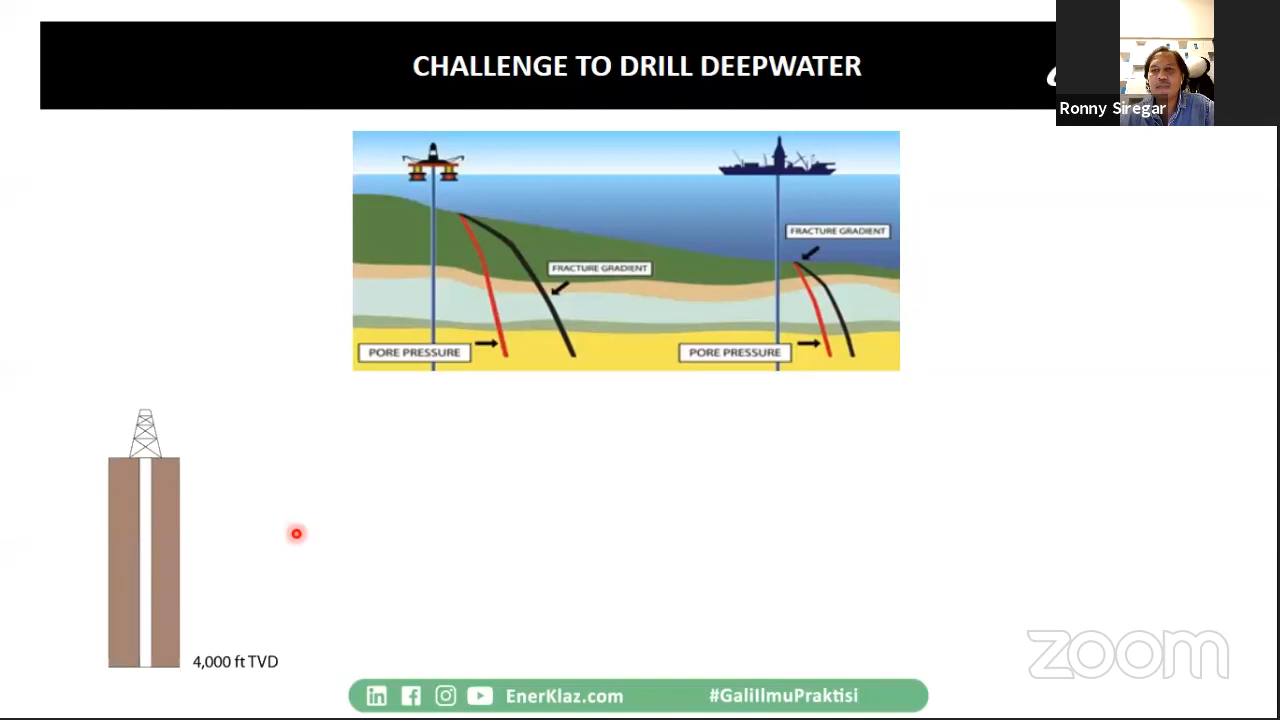 CHALLENGE TO DRILL DEEPWATER
Ronny Siregar
FRACTURE GRADIENT
FRACTURE GRADIENT
PORE PRESSURE
PORE PRESSURE
4,000 ft TVD
zoom
EnerKlaz.com
#GaliIlmuPraktisi